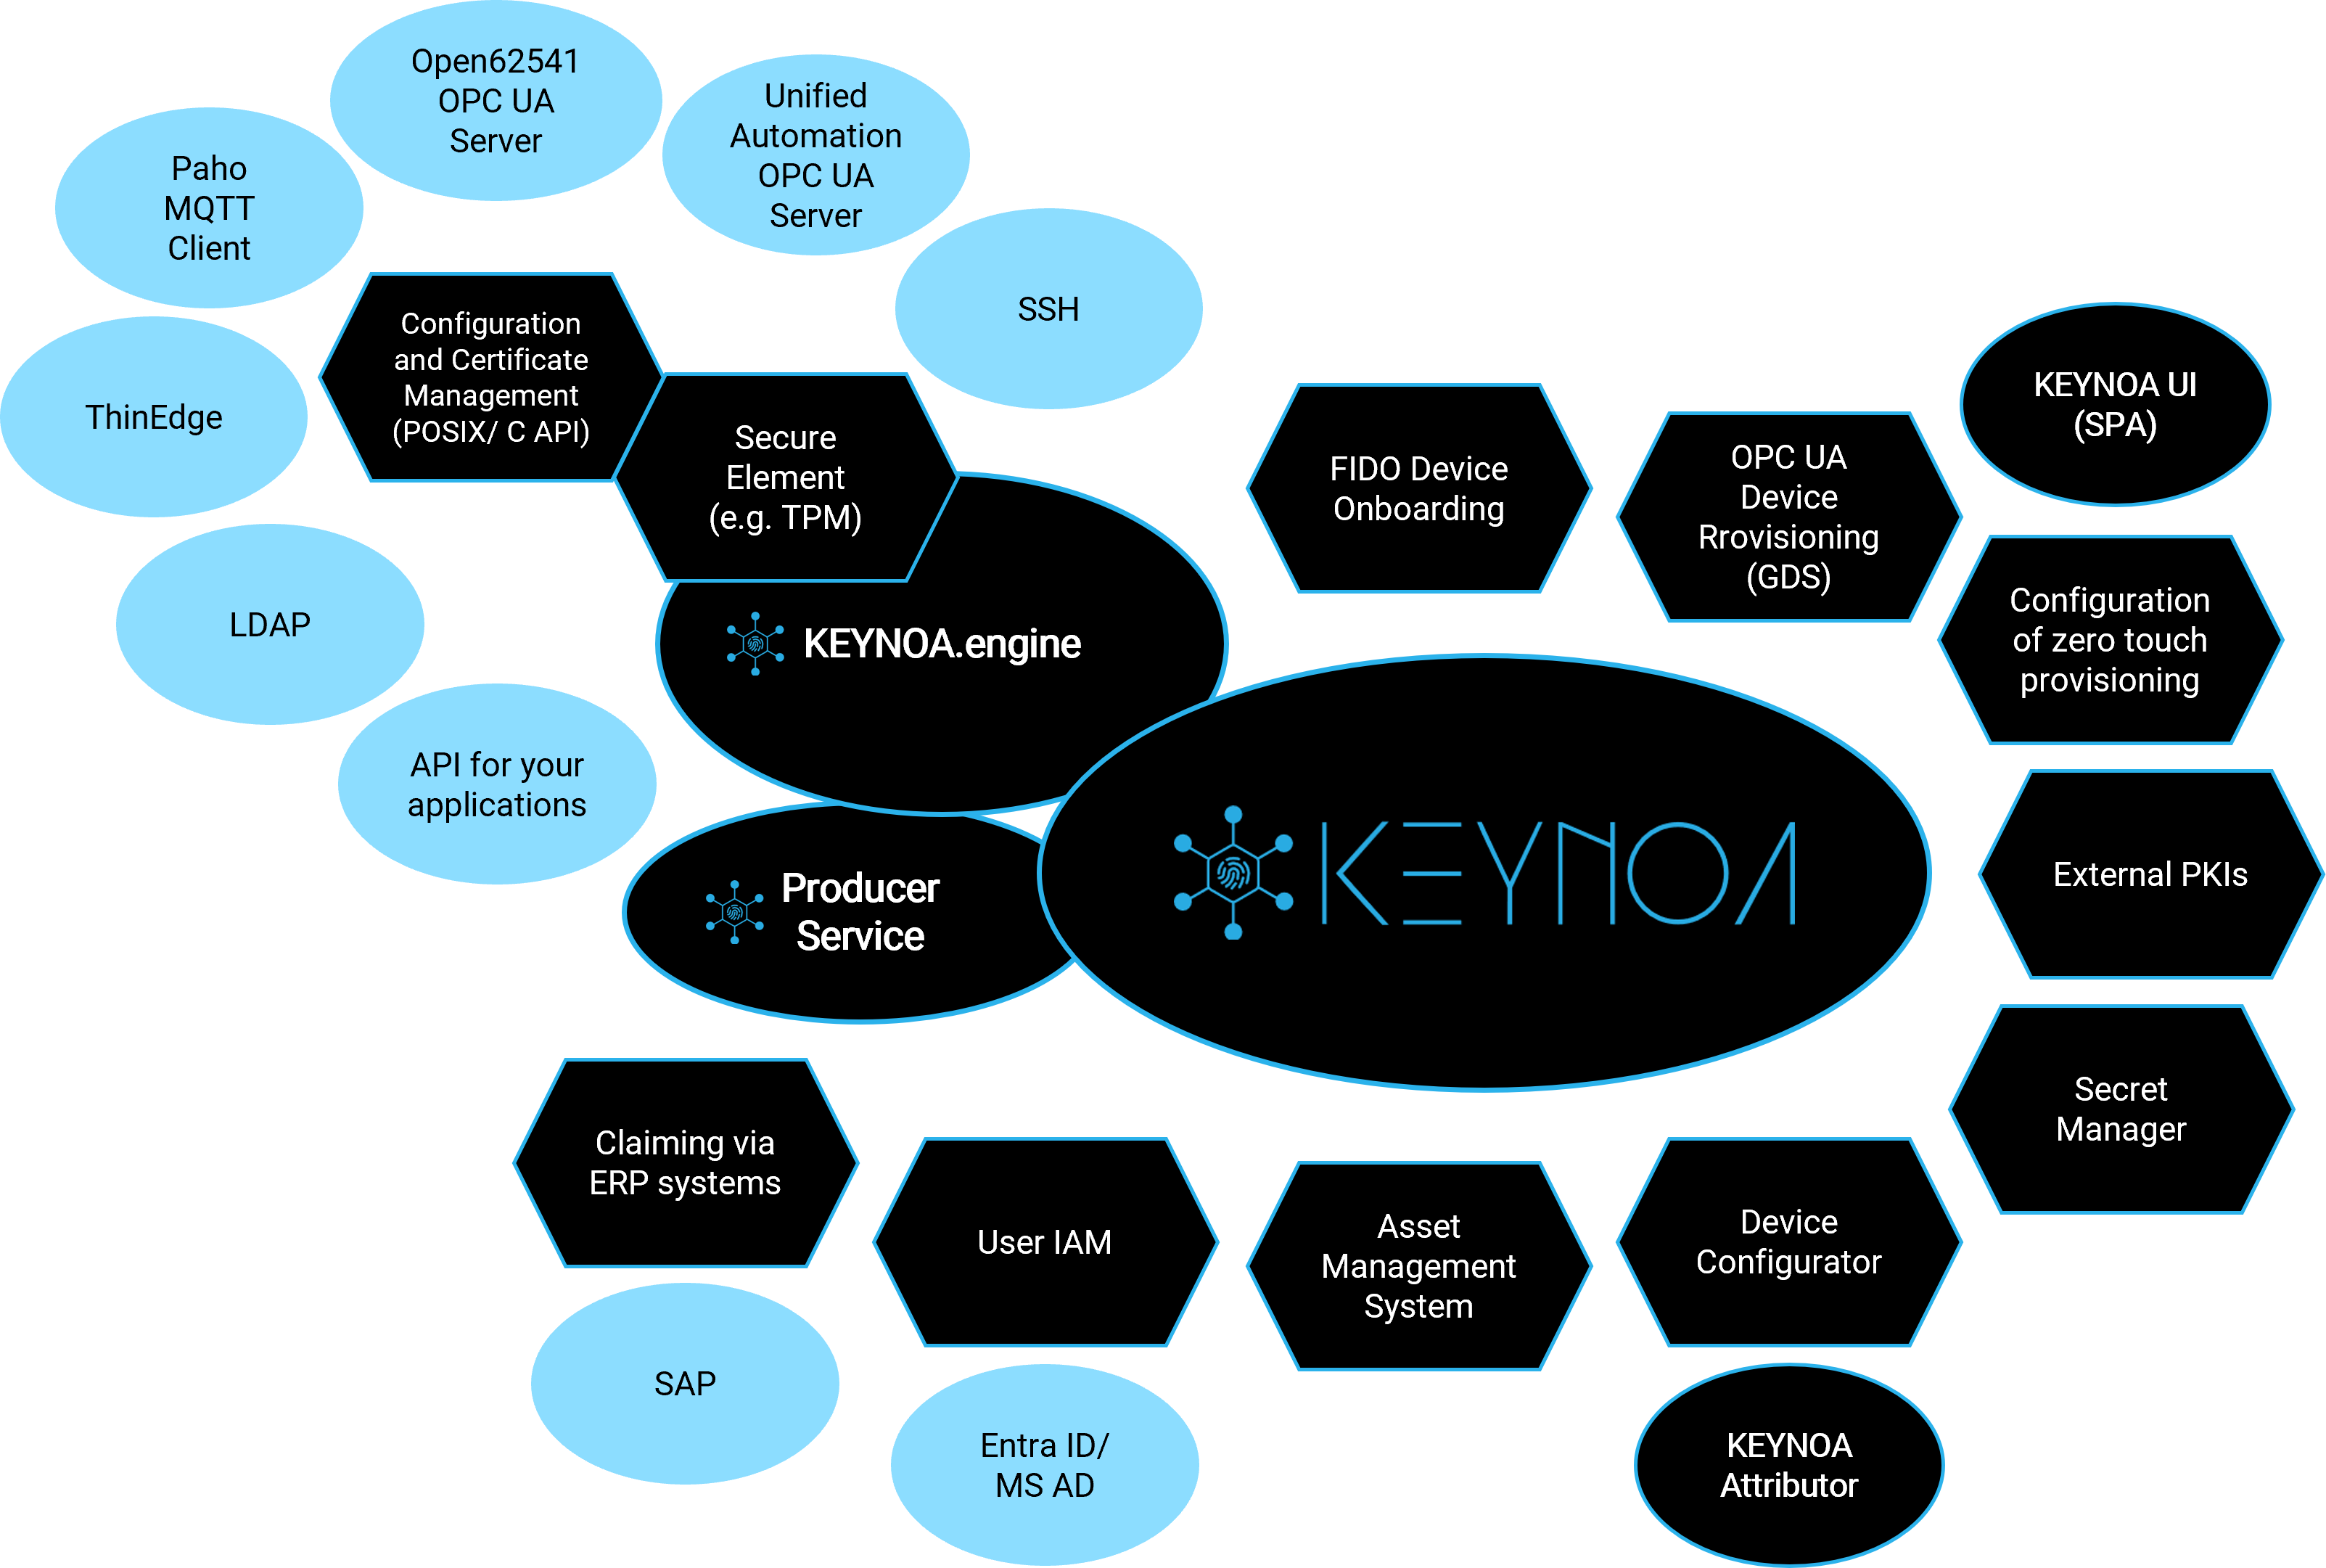 Open62541
OPC UA
Server
Unified
Automation
OPC UA
Server
Paho
MQTT
Client
SSH
Configuration
and Certificate
Management
(POSIX/ C API)
ThinEdge
Secure
Element
(e.g. TPM)
FIDO Device
Onboarding
OPC UA
Device
Rrovisioning
(GDS)
KEYNOA UI
(SPA)
LDAP
KEYNOA.engine
Configuration
of zero touch
provisioning
API for your
applications
Producer
Service
KEYNOA
External PKIs
Secret
Manager
Claiming via
ERP systems
User IAM
Asset
Management
System
Device
Configurator
SAP
Entra ID/
MS AD
KEYNOA
Attributor